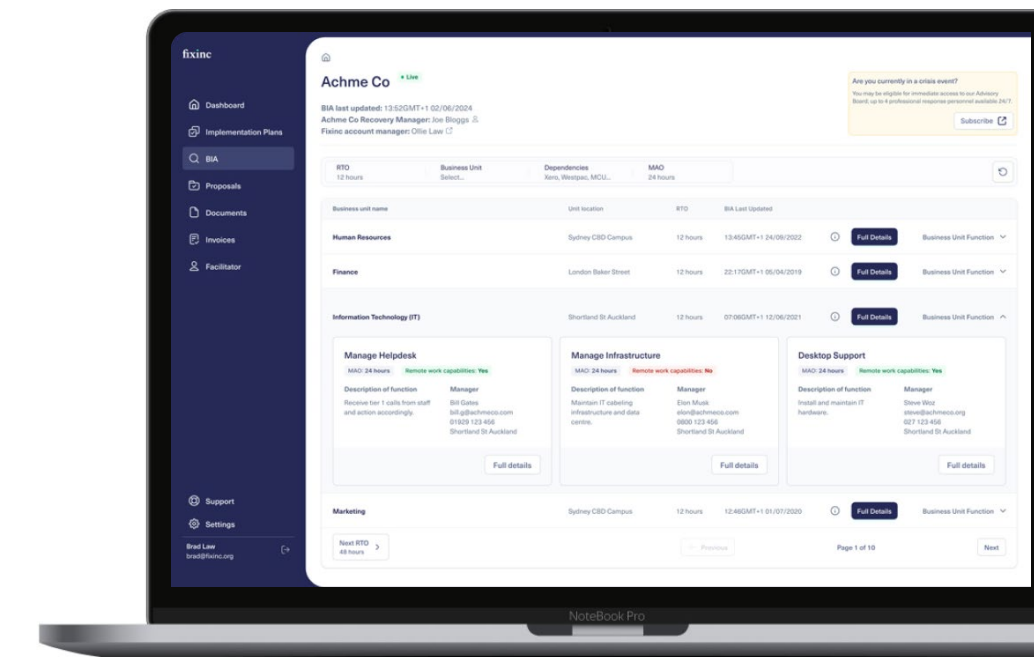 fixinc
Dashboard
Implementation Plans
BIA
Proposals
Documents
Invoices
Facilitator
Support
Settings
Brad Law
brad@fixinc.org
Achme Co
• Live
BIA last updated: 13:52GMT+1 02/06/2024
Achme Co Recovery Manager: Joe Bloggs
Fixinc account manager: Ollie Law
Are you currently in a crisis event?
You may be eligible for immediate access to our Advisory
Board: up to 4 professional response personnel available 24/7.
Subscribe
RTO Business Unit Dependencies MAO
12 hours Select... Xero, Westpac, MCU... 24 hours
Business unit name Unit location RTO BIA Last Updated
Human Resources Sydney CBD Campus 12 hours 13:45GMT+1 24/09/2022 Full Details Business Unit Function
Finance London Baker Street 12 hours 22:17GMT+1 05/04/2019 Full Details Business Unit Function
Information Technology (IT) Shortland St Auckland 12 hours 07:08GMT+1 12/06/2021 Full Details Business Unit Function
Manage Helpdesk
MAO: 24 hours Remote work capabilities: Yes
Description of function Manager
Receive tier 1 calls from staff Bill Gates
and action accordingly. bill.g@achmeco.com
01929 123 456
Shortland St Auckland
Full details
Manage Infrastructure
MAO: 24 hours Remote work capabilities: No
Description of function Manager
Maintain IT cabeling Elon Musk
infrastructure and data elon@achmeco.com
centre. 0800 123 456
Shortland St Auckland
Full details
Desktop Support
MAO: 24 hours Remote work capabilities: Yes
Description of function Manager
Install and maintain IT Steve Woz
hardware. steve@achmeco.org
027 123 456
Shortland St Auckland
Full details
Marketing Sydney CBD Campus 12 hours 12:46GMT+1 01/07/2020 Full Details Business Unit Function
Next RTO
48 hours
Previous
Page 1 of 10
Next
NoteBook Pro